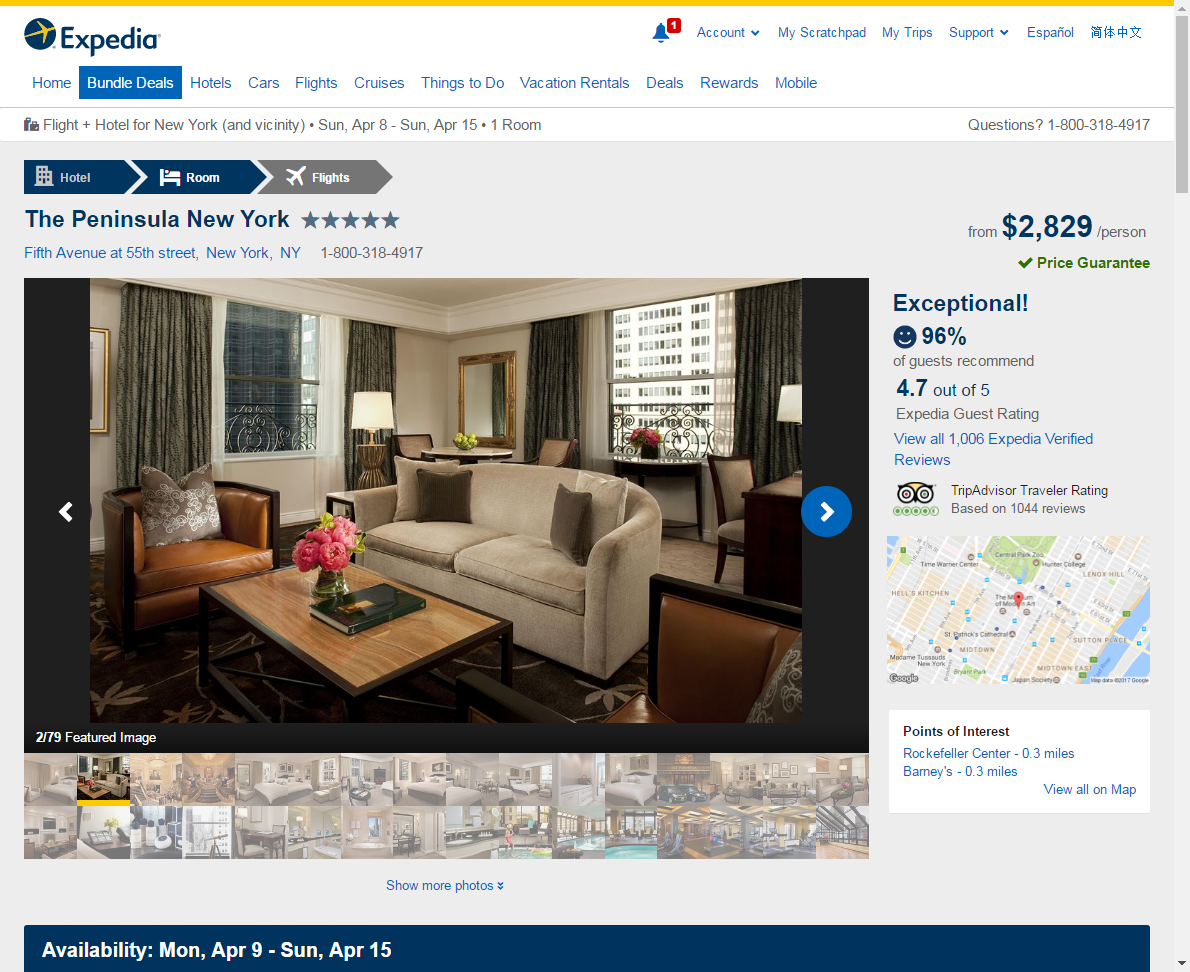 Expedia
1
Account
My Scratchpad
My Trips
Support
Español
简体中文
Home
Bundle Deals
Hotels
Cars
Flights
Cruises
Things to Do
Vacation Rentals
Deals
Rewards
Mobile
Flight + Hotel for New York (and vicinity) • Sun, Apr 8 - Sun, Apr 15 • 1 Room
Questions? 1-800-318-4917
Hotel
Room
Flights
The Peninsula New York
from $2,829 /person
Fifth Avenue at 55th street, New York, NY 1-800-318-4917
Price Guarantee
Exceptional!
96%
of guests recommend
4.7 out of 5
Expedia Guest Rating
View all 1,006 Expedia Verified
Reviews
TripAdvisor Traveler Rating
Based on 1044 reviews
Central Park Zoo
Time Warner Center
Hunter College
LENOX HILL
HELL'S KITCHEN
The Museum
of Modern Art
St. Patrick's Cathedral
SUTTON PLACE
MIDTOWN
Madame Tussauds
New York
MIDTOWN EAST
Bryant Park
Japan Society
Google
Map data ©2017 Google
2/79 Featured Image
Points of Interest
Rockefeller Center - 0.3 miles
Barney's - 0.3 miles
View all on Map
Show more photos
Availability: Mon, Apr 9 - Sun, Apr 15